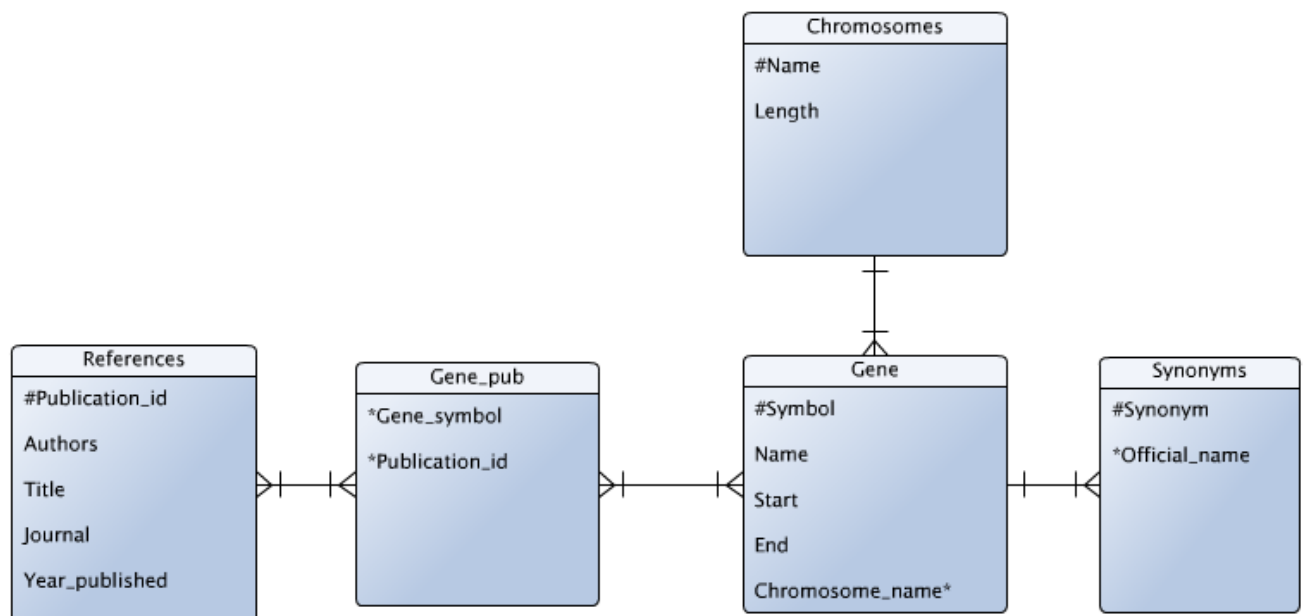 Chromosomes
#Name
Length
References
#Publication_id
Authors
Title
Journal
Year_published
Gene_pub
*Gene_symbol
*Publication_id
Gene
#Symbol
Name
Start
End
Chromosome_name*
Synonyms
#Synonym
*Official_name